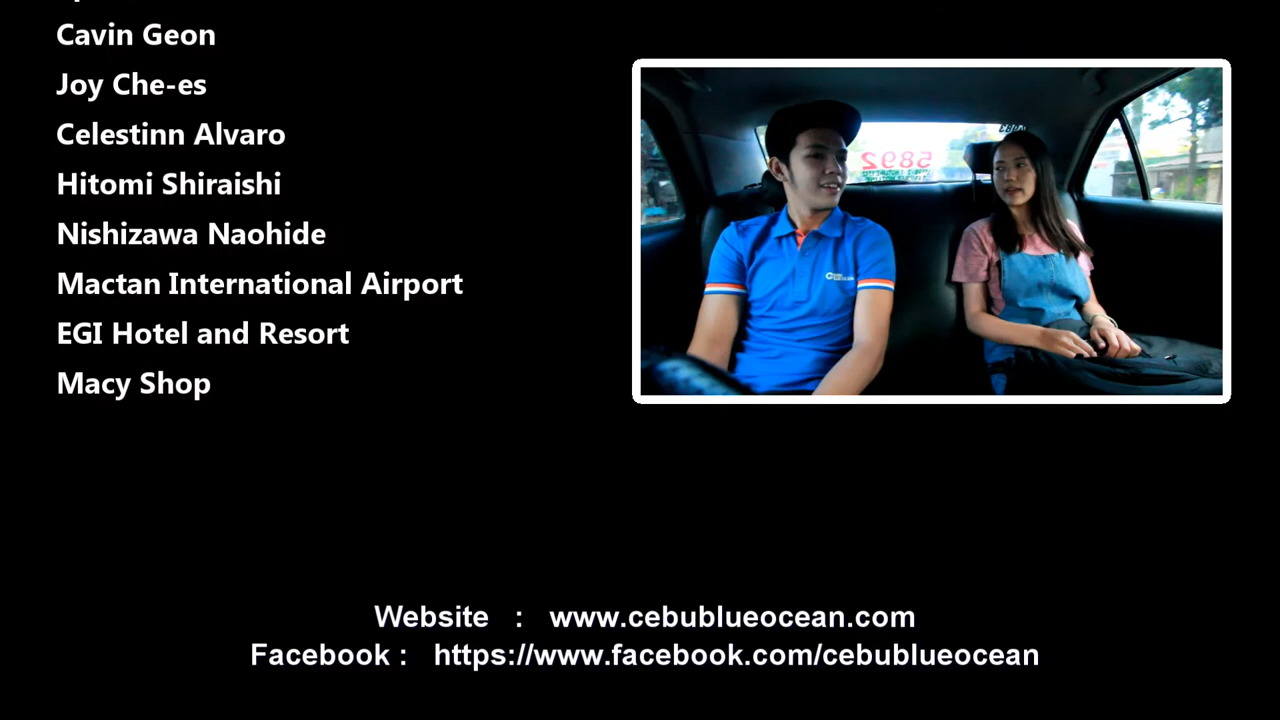 Cavin Geon
Joy Che-es
Celestinn Alvaro
Hitomi Shiraishi
Nishizawa Naohide
Mactan International Airport
EGI Hotel and Resort
Macy Shop
5892
Website : www.cebublueocean.com
Facebook : https://www.facebook.com/cebublueocean